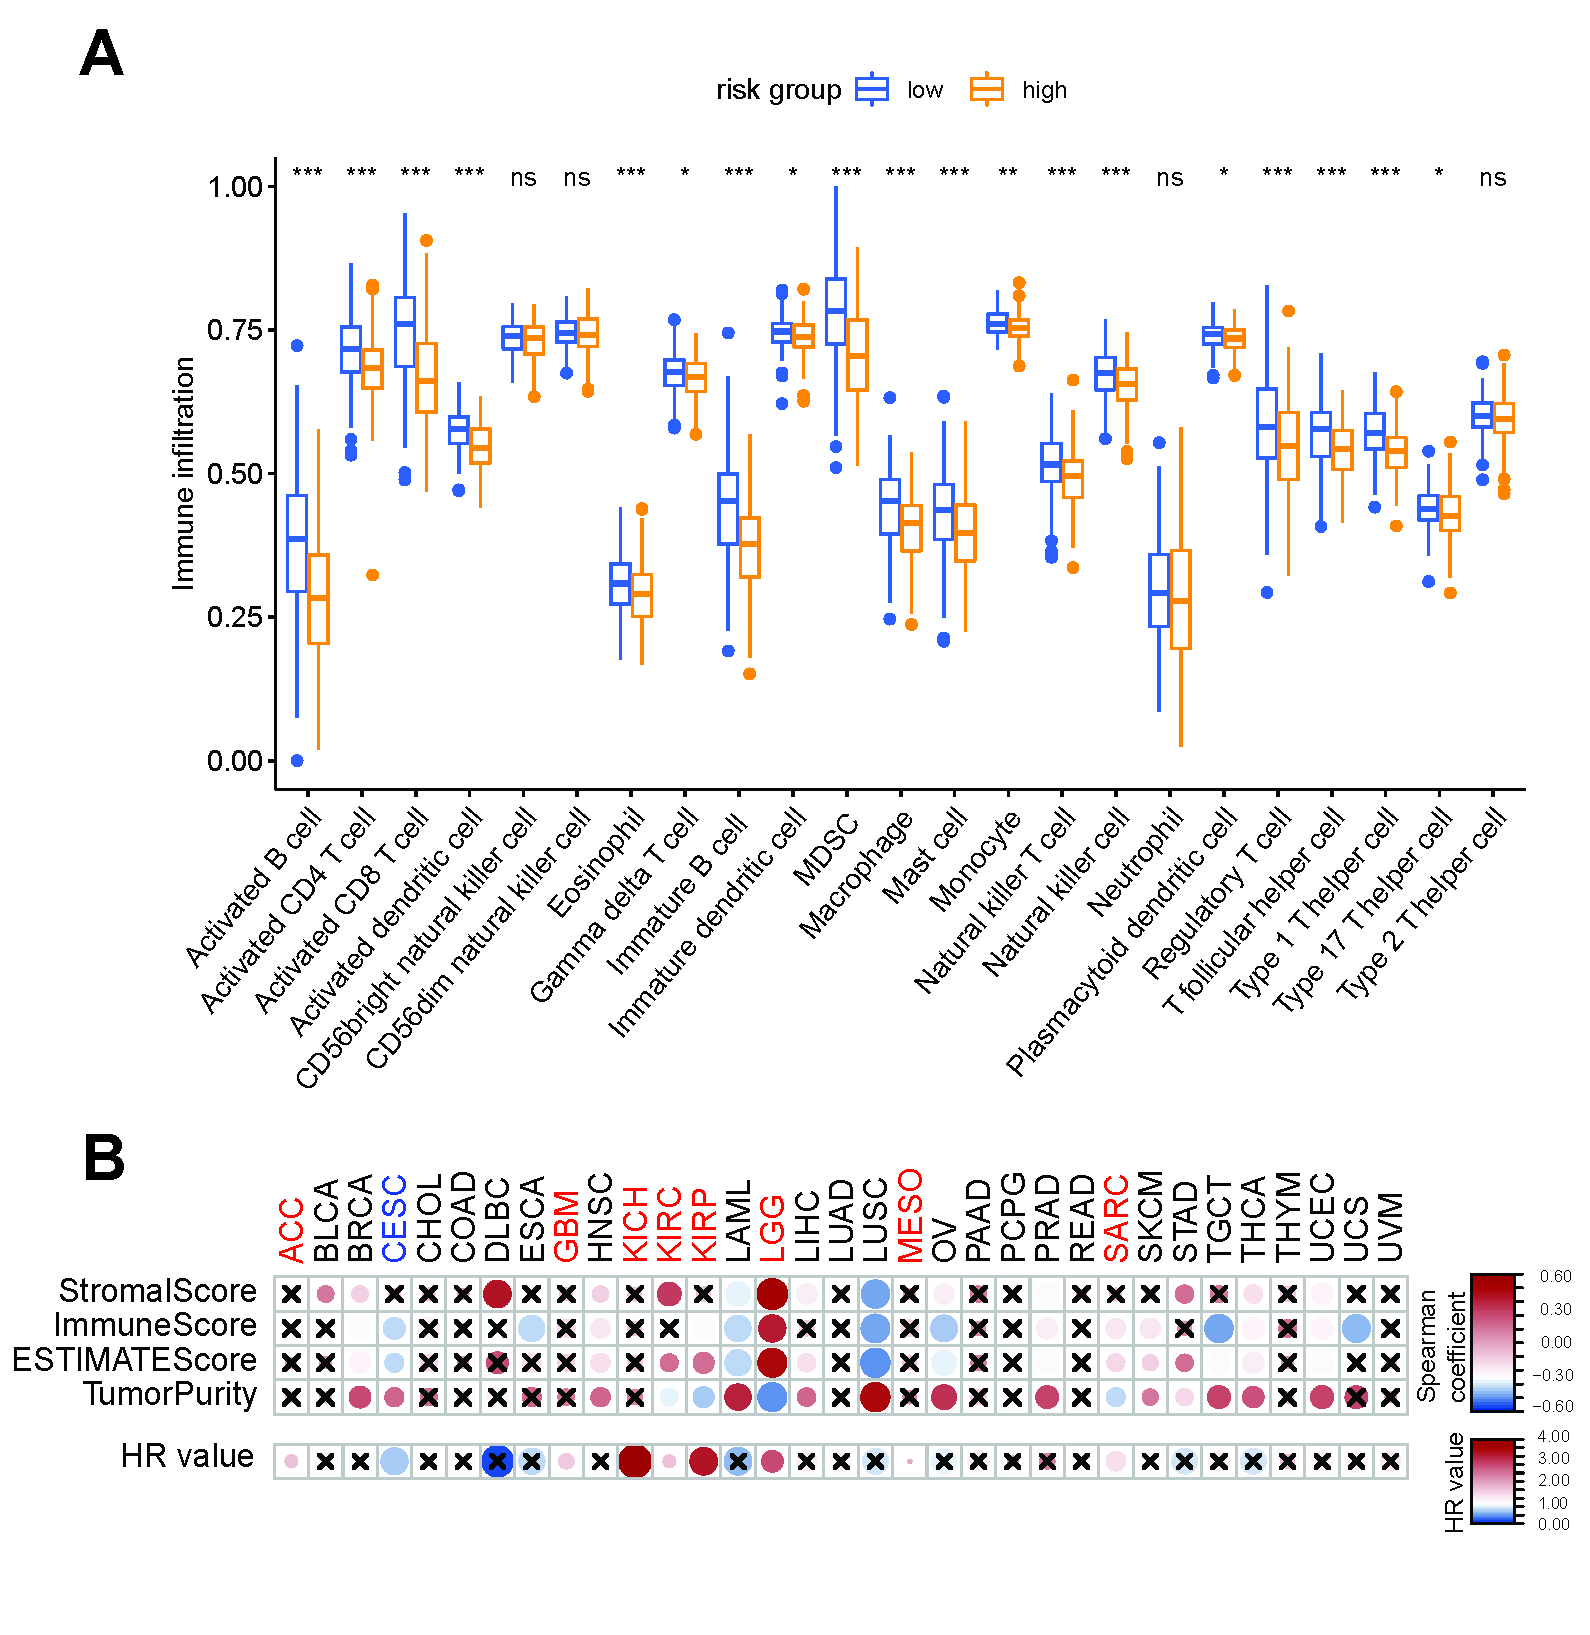 A
risk group low high
*** *** *** *** ns ns *** * *** * *** *** *** ** *** *** ns * *** *** *** * ns
Immune infiltration
1.00
0.75
0.50
0.25
0.00
Activated B cell
Activated CD4 T cell
Activated CD8 T cell
Activated dendritic cell
CD56bright natural killer cell
CD56dim natural killer cell
Eosinophil
Gamma delta T cell
Immature B cell
Immature dendritic cell
MDSC
Macrophage
Mast cell
Monocyte
Natural killer T cell
Natural killer cell
Neutrophil
Plasmacytoid dendritic cell
Regulatory T cell
T follicular helper cell
Type 1 T helper cell
Type 17 T helper cell
Type 2 T helper cell
B
ACC
BLCA
BRCA
CESC
CHOL
COAD
DLBC
ESCA
GBM
HNSC
KICH
KIRC
KIRP
LAML
LGG
LIHC
LUAD
LUSC
MESO
OV
PAAD
PCPG
PRAD
READ
SARC
SKCM
STAD
TGCT
THCA
THYM
UCEC
UCS
UVM
StromalScore
ImmuneScore
ESTIMATEScore
TumorPurity
HR value
Spearman
coefficient
0.60
0.30
0.00
−0.30
−0.60
HR value
4.00
3.00
2.00
1.00
0.00